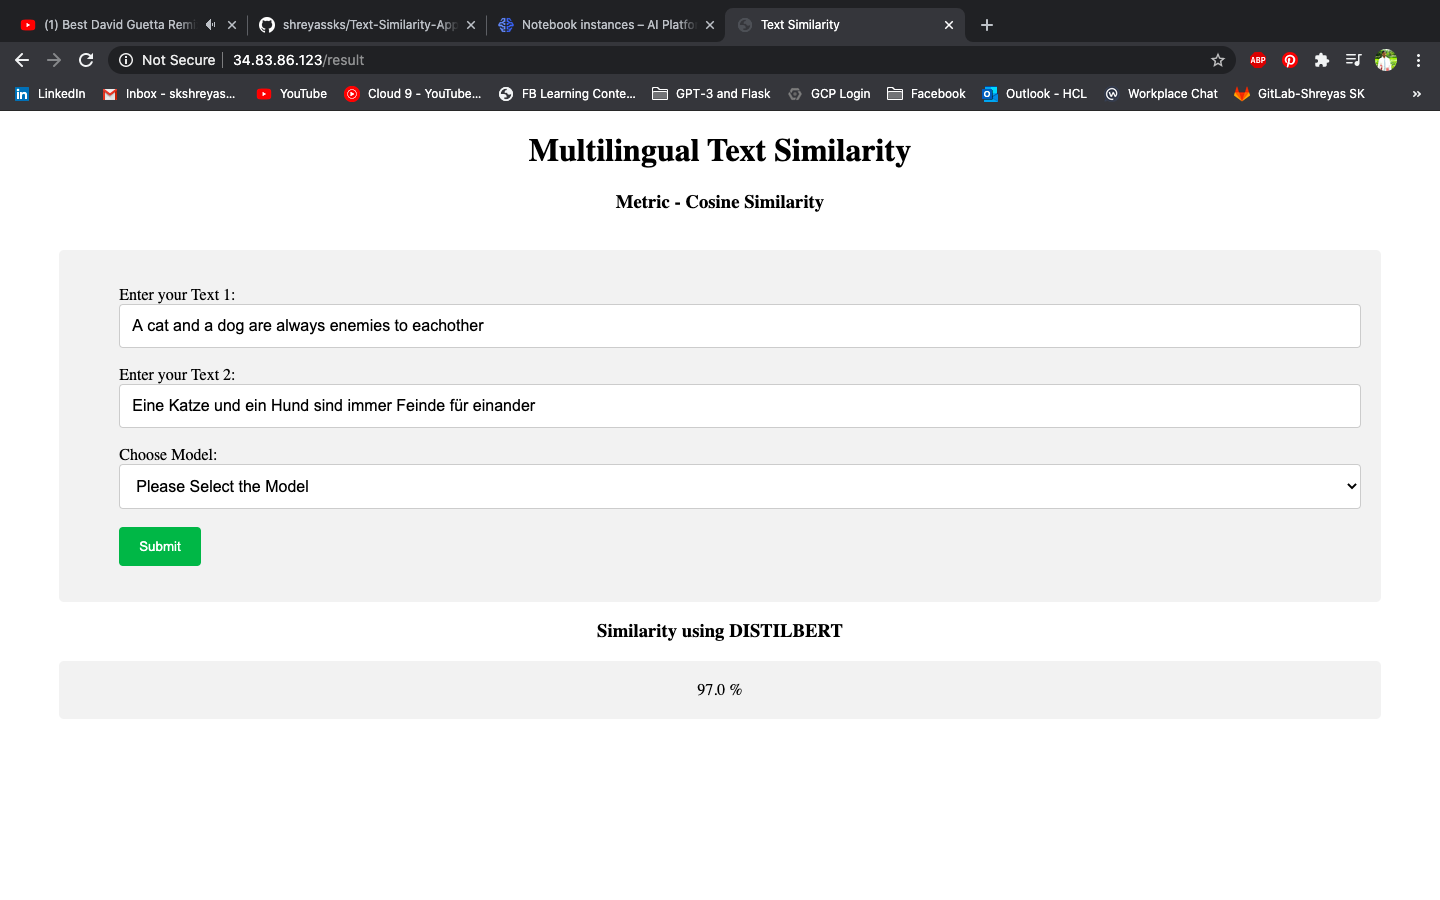 (1) Best David Guetta Remi
shreyassks/Text-Similarity-App
Notebook instances – AI Platfor
Text Similarity
Not Secure
34.83.86.123/result
ABP
LinkedIn
Inbox - skshreyas...
YouTube
Cloud 9 - YouTube...
FB Learning Conte...
GPT-3 and Flask
GCP Login
Facebook
Outlook - HCL
Workplace Chat
GitLab-Shreyas SK
»
Multilingual Text Similarity
Metric - Cosine Similarity
Enter your Text 1:
A cat and a dog are always enemies to eachother
Enter your Text 2:
Eine Katze und ein Hund sind immer Feinde für einander
Choose Model:
Please Select the Model
Submit
Similarity using DISTILBERT
97.0 %